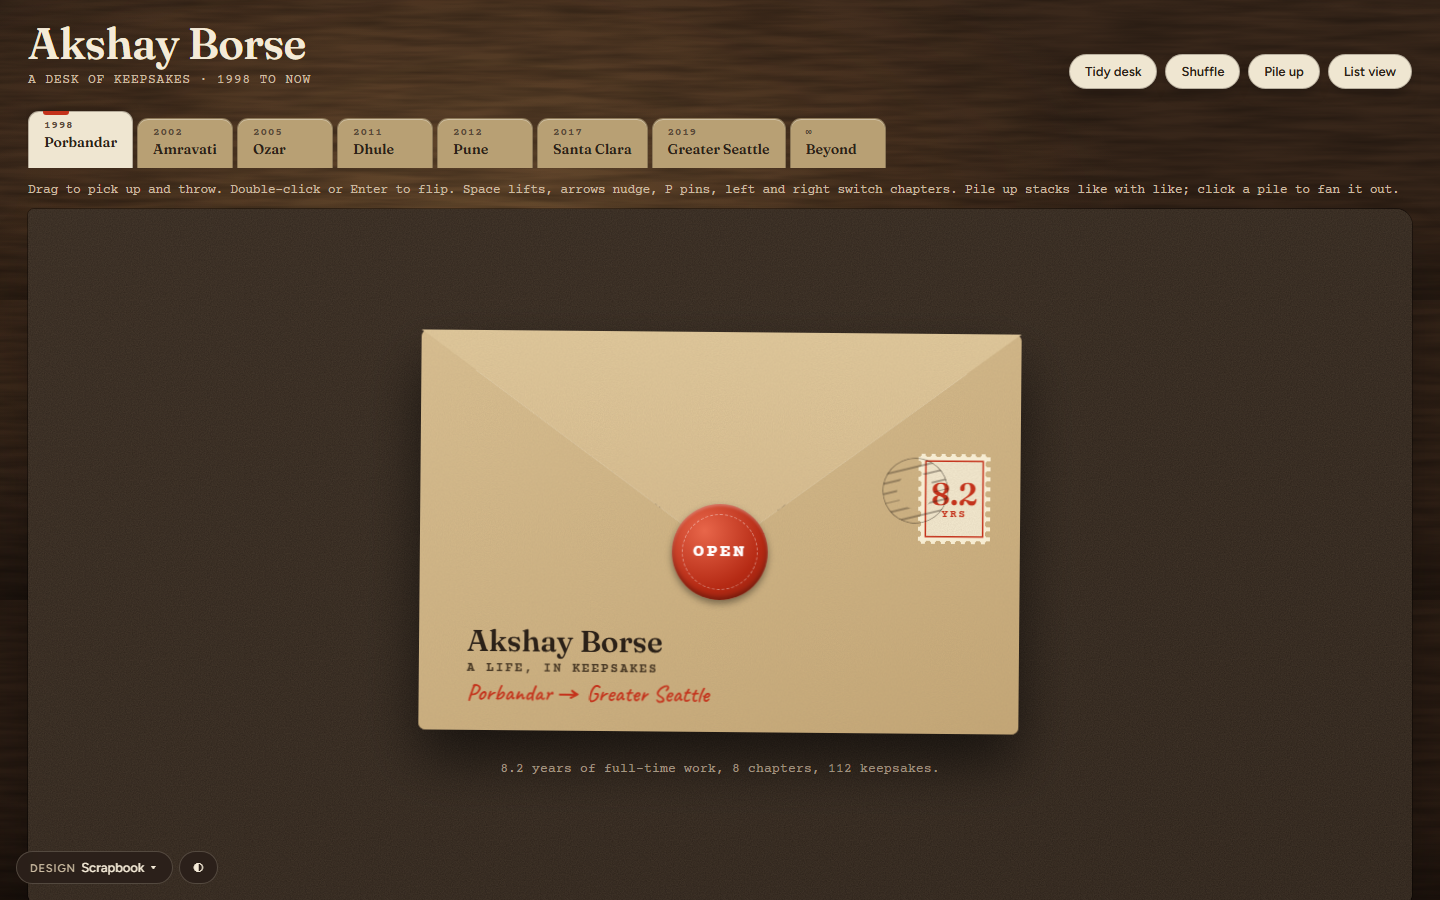 Akshay Borse
A DESK OF KEEPSAKES · 1998 TO NOW
Tidy desk
Shuffle
Pile up
List view
1998
Porbandar
2002
Amravati
2005
Ozar
2011
Dhule
2012
Pune
2017
Santa Clara
2019
Greater Seattle
∞
Beyond
Drag to pick up and throw. Double-click or Enter to flip. Space lifts, arrows nudge, P pins, left and right switch chapters. Pile up stacks like with like; click a pile to fan it out.
8.2
YRS
OPEN
Akshay Borse
A LIFE, IN KEEPSAKES
Porbandar → Greater Seattle
8.2 years of full-time work, 8 chapters, 112 keepsakes.
DESIGN Scrapbook